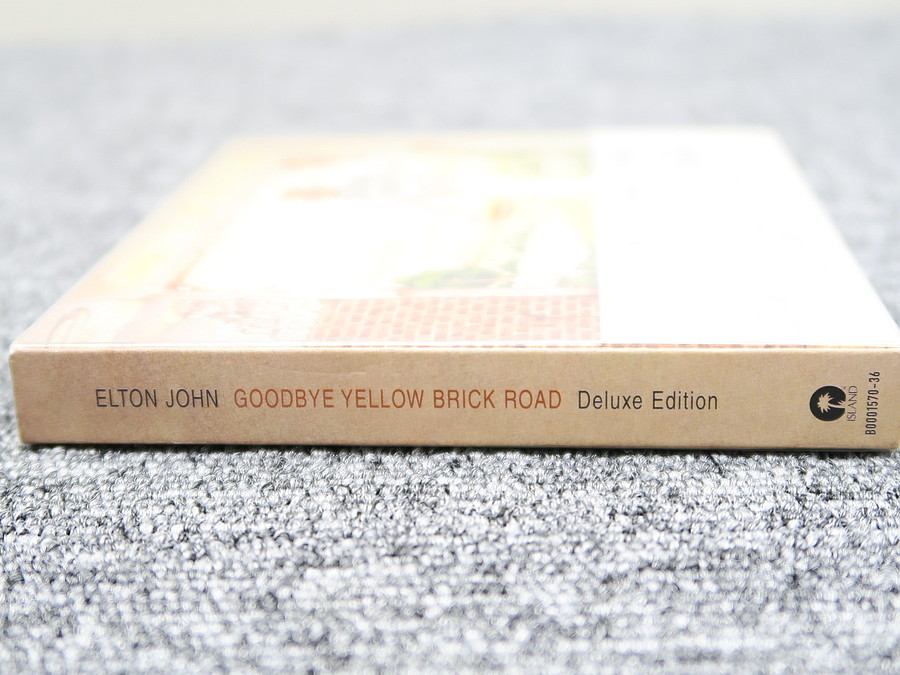 ELTON JOHN GOODBYE YELLOW BRICK ROAD Deluxe Edition
ISLAND
B0001570-36